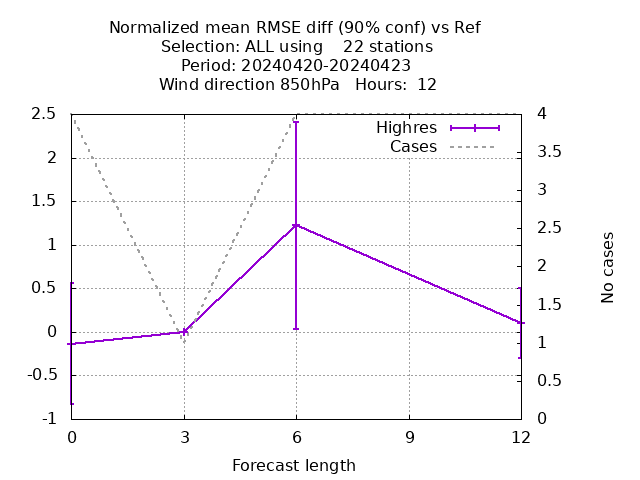 Normalized mean RMSE diff (90% conf) vs Ref
Selection: ALL using    22 stations
Period: 20240420-20240423
Wind direction 850hPa   Hours:  12
Highres
Cases
2.5
2
1.5
1
0.5
0
-0.5
-1
4
3.5
3
2.5
2
1.5
1
0.5
0
No cases
0 3 6 9 12
Forecast length